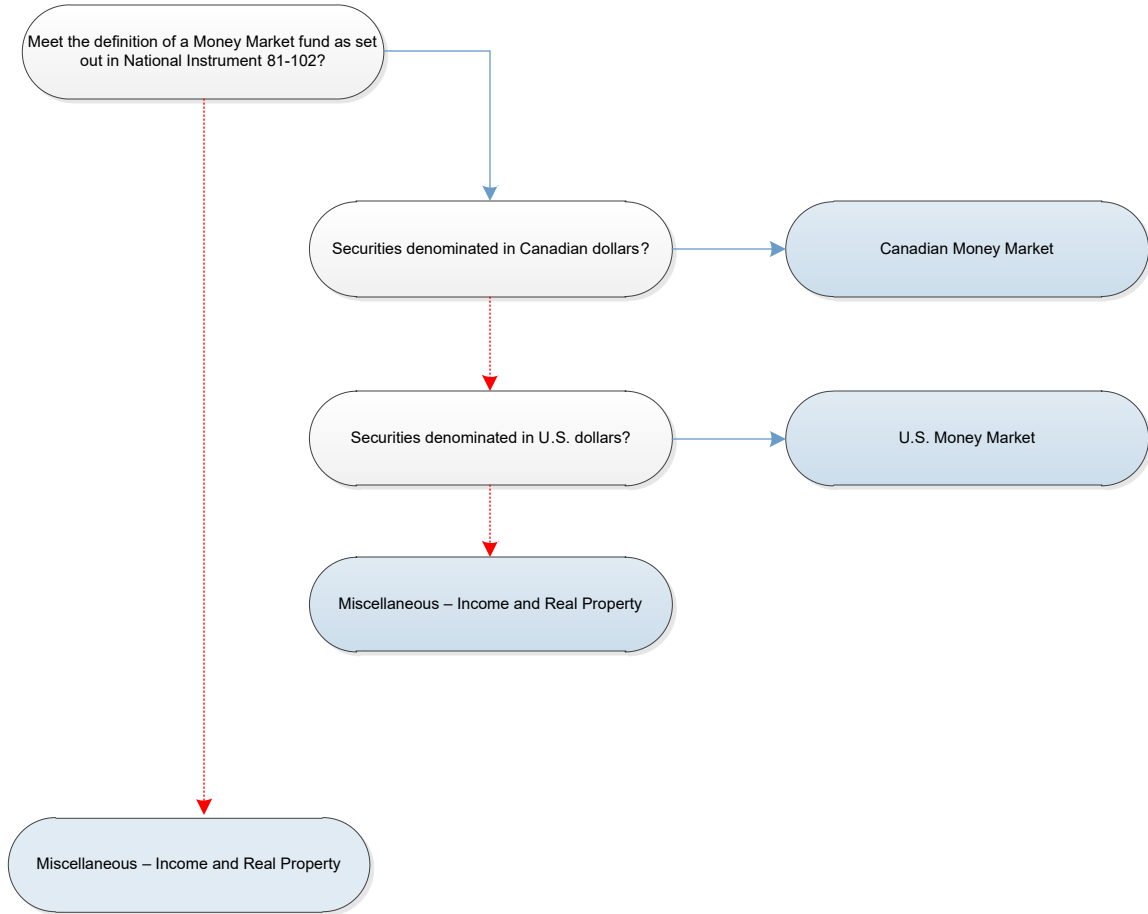 Meet the definition of a Money Market fund as set
out in National Instrument 81-102?
Securities denominated in Canadian dollars?
Canadian Money Market
Securities denominated in U.S. dollars?
U.S. Money Market
Miscellaneous – Income and Real Property
Miscellaneous – Income and Real Property